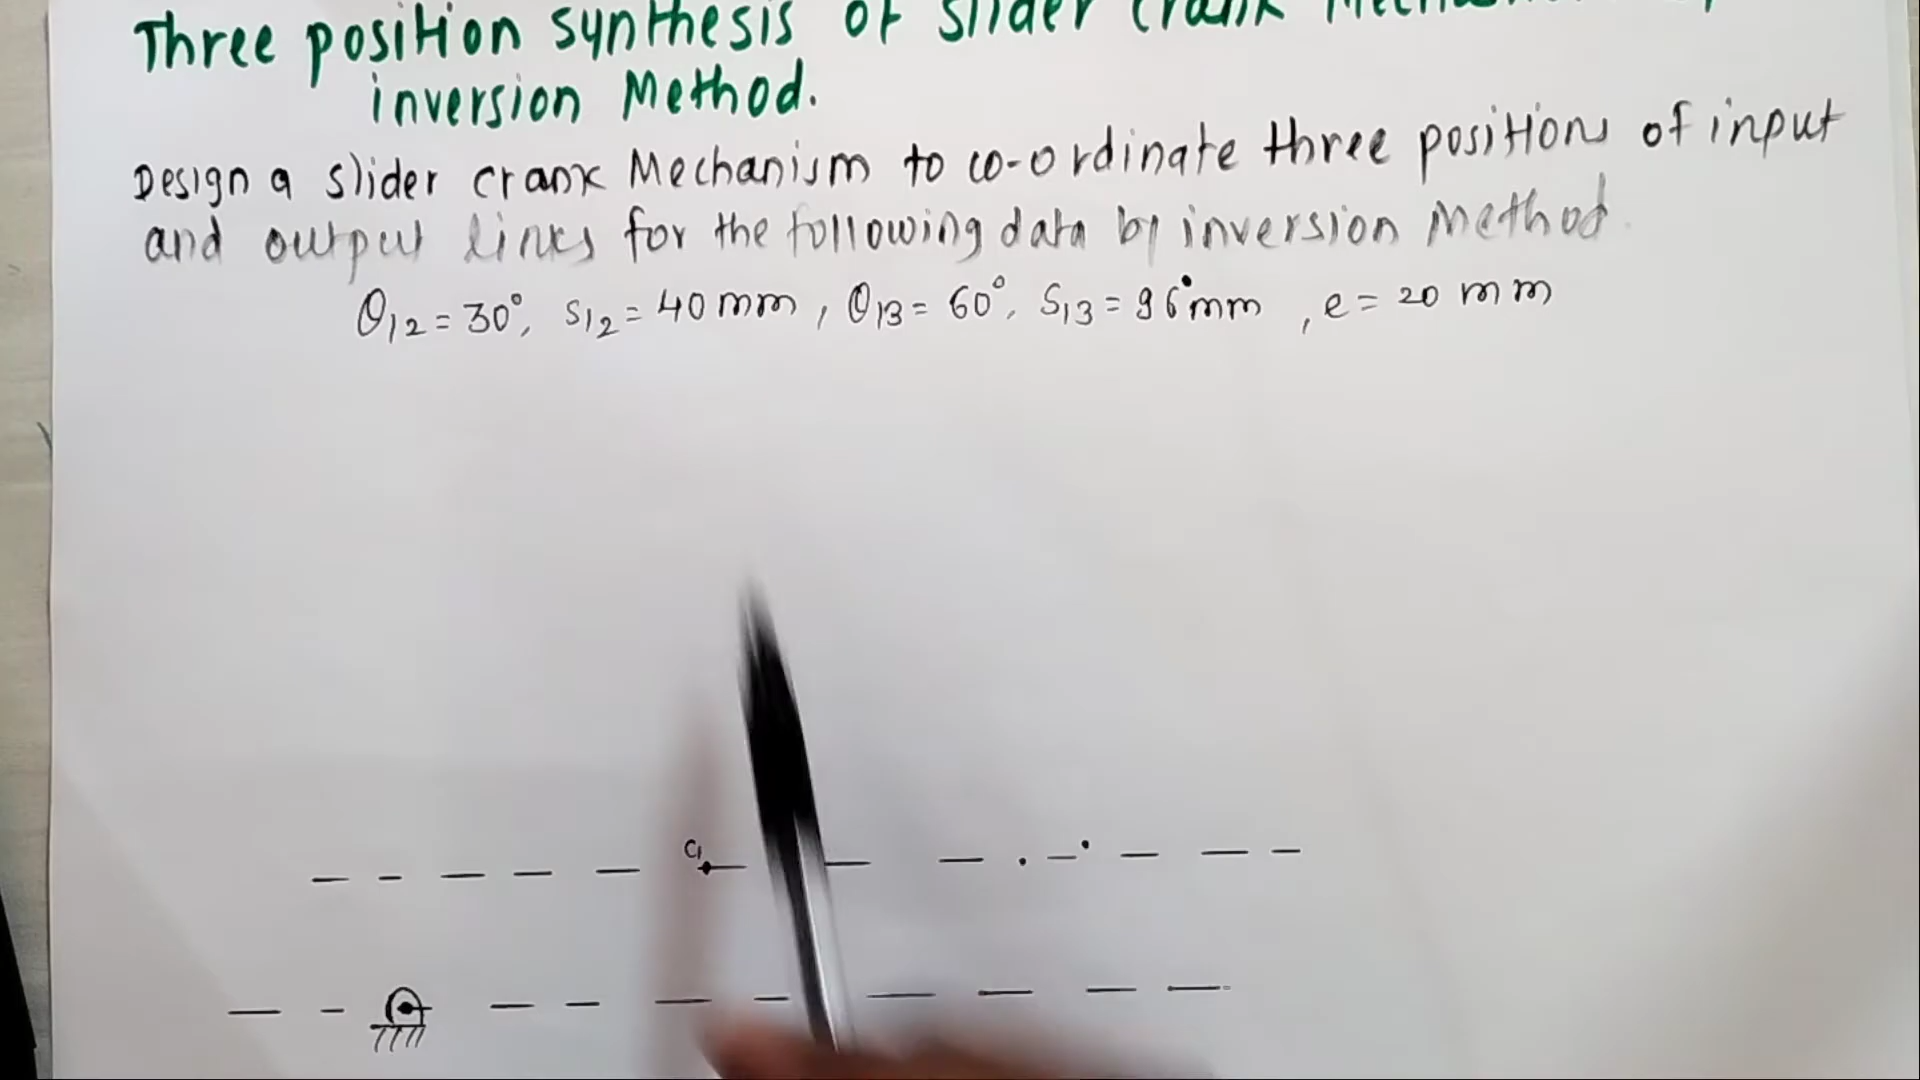 Three position synthesis of slider crank
inversion Method.
Design a slider crank Mechanism to co-ordinate three positions of input
and output links for the following data by inversion Method.
θ12 = 30°, S12 = 40 mm, θ13 = 60°, S13 = 96 mm, e = 20 mm
C1